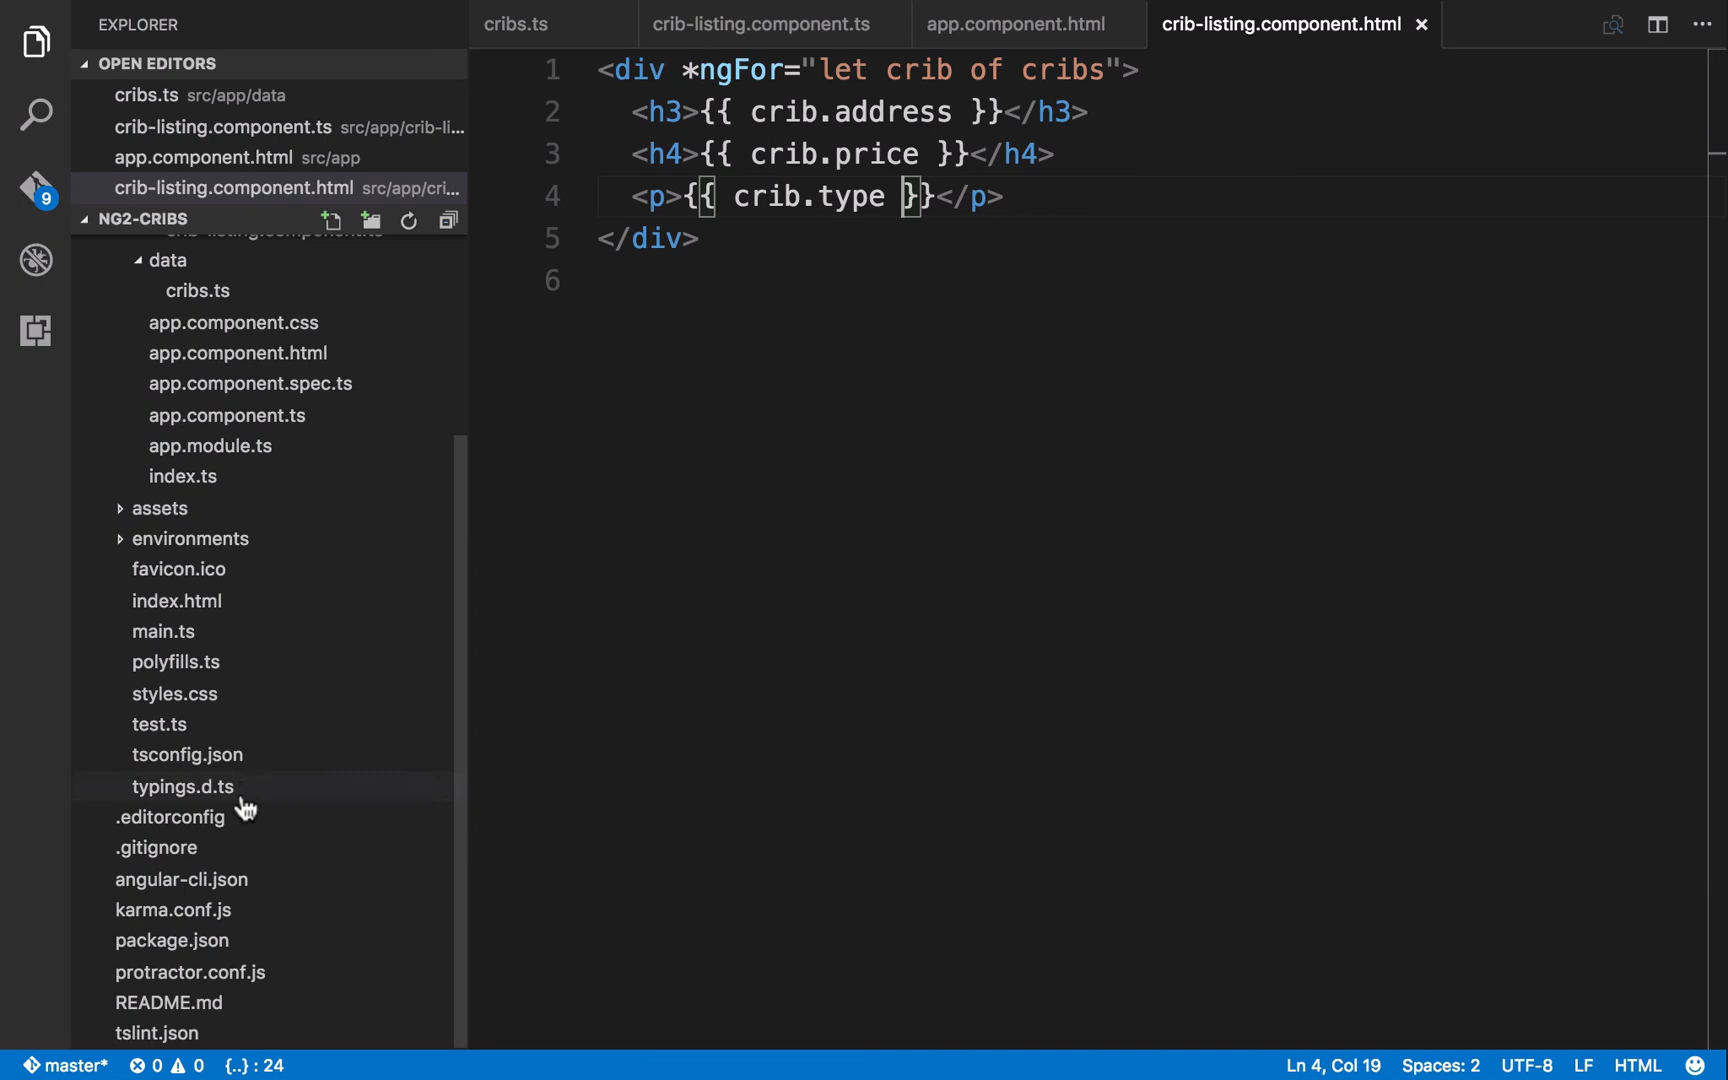 EXPLORER
OPEN EDITORS
cribs.ts src/app/data
crib-listing.component.ts src/app/crib-li...
app.component.html src/app
crib-listing.component.html src/app/cri...
9
NG2-CRIBS
crib-listing.component.ts
data
cribs.ts
app.component.css
app.component.html
app.component.spec.ts
app.component.ts
app.module.ts
index.ts
assets
environments
favicon.ico
index.html
main.ts
polyfills.ts
styles.css
test.ts
tsconfig.json
typings.d.ts
.editorconfig
.gitignore
angular-cli.json
karma.conf.js
package.json
protractor.conf.js
README.md
tslint.json
cribs.ts crib-listing.component.ts app.component.html crib-listing.component.html
1 <div *ngFor="let crib of cribs">
2 <h3>{{ crib.address }}</h3>
3 <h4>{{ crib.price }}</h4>
4 <p>{{ crib.type }}</p>
5 </div>
6
master* 0 0 {..} : 24 Ln 4, Col 19 Spaces: 2 UTF-8 LF HTML